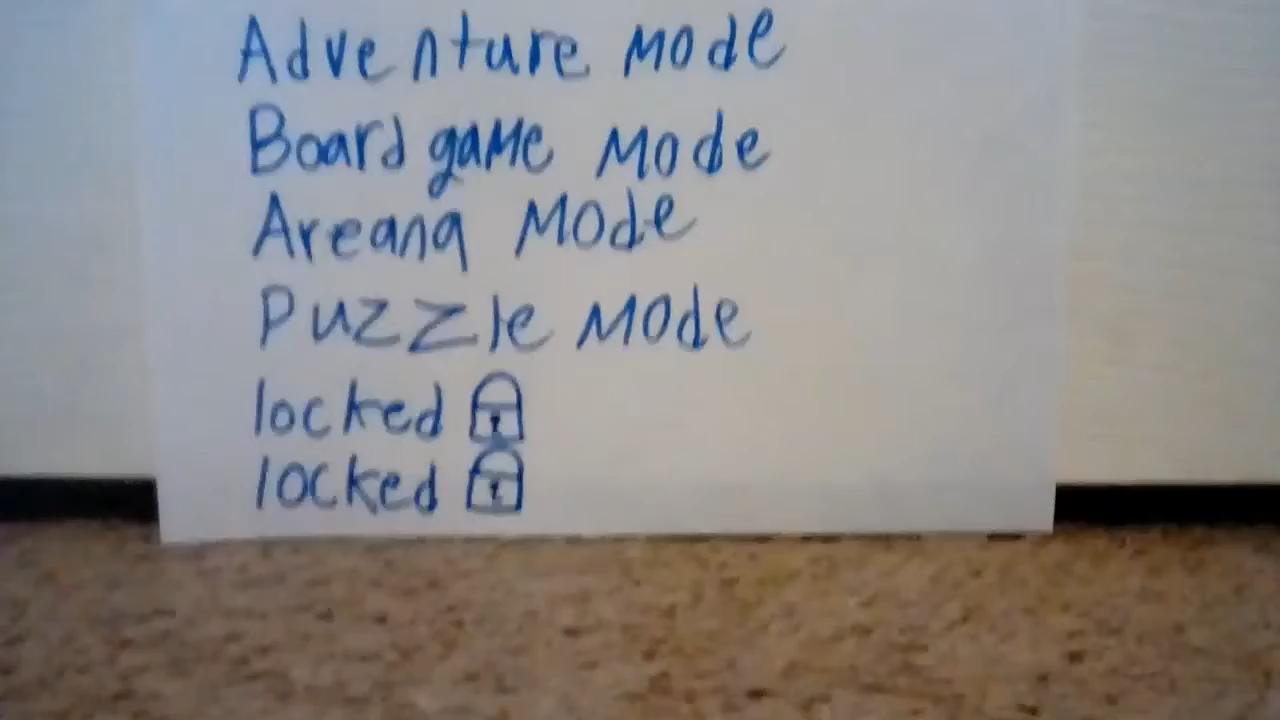 Adventure mode
Board game mode
Areana mode
Puzzle mode
locked
locked